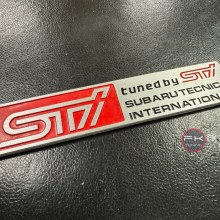 STi tuned by STi
SUBARU TECNIC
INTERNATION